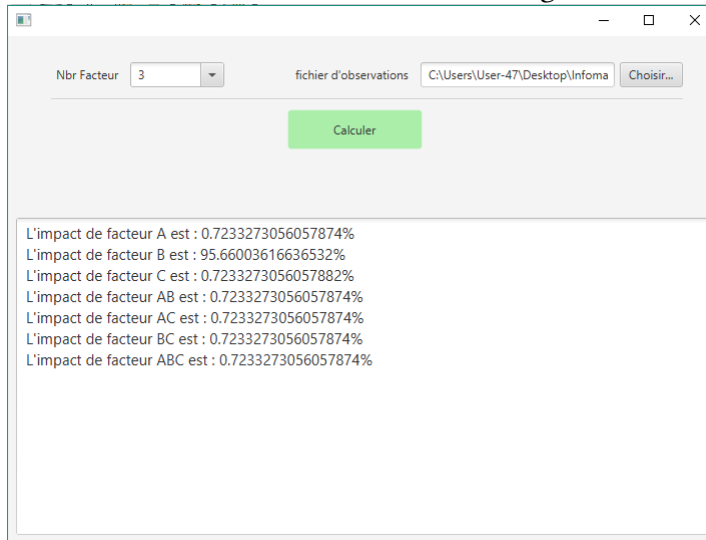 Nbr Facteur 3 fichier d'observations C:\Users\User-47\Desktop\Infoma Choisir...
Calculer
L'impact de facteur A est : 0.7233273056057874%
L'impact de facteur B est : 95.66003616636532%
L'impact de facteur C est : 0.7233273056057882%
L'impact de facteur AB est : 0.7233273056057874%
L'impact de facteur AC est : 0.7233273056057874%
L'impact de facteur BC est : 0.7233273056057874%
L'impact de facteur ABC est : 0.7233273056057874%